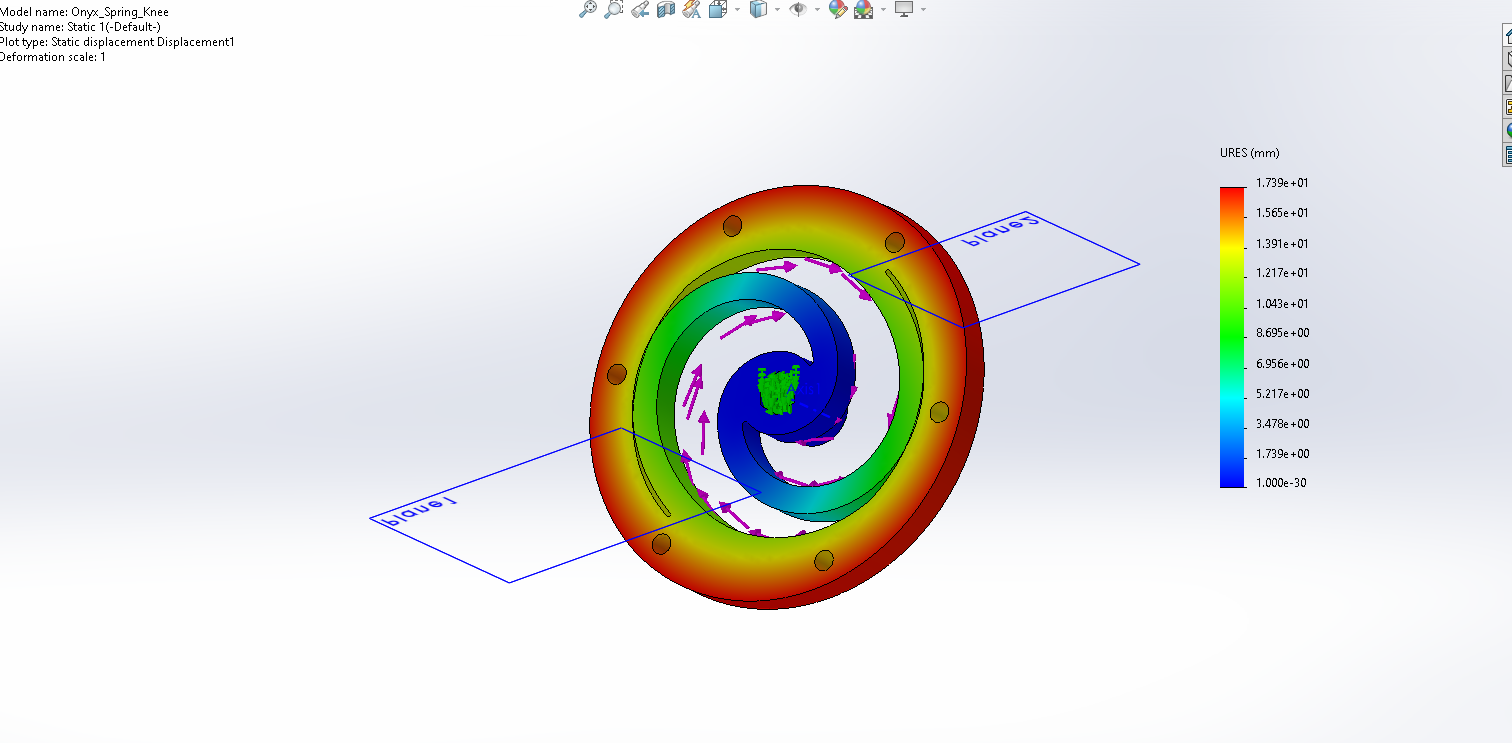 Model name: Onyx_Spring_Knee
Study name: Static 1(-Default-)
Plot type: Static displacement Displacement1
Deformation scale: 1
URES (mm)
1.739e+01
1.565e+01
1.391e+01
1.217e+01
1.043e+01
8.695e+00
6.956e+00
5.217e+00
3.478e+00
1.739e+00
1.000e-30
Plane2
Plane1